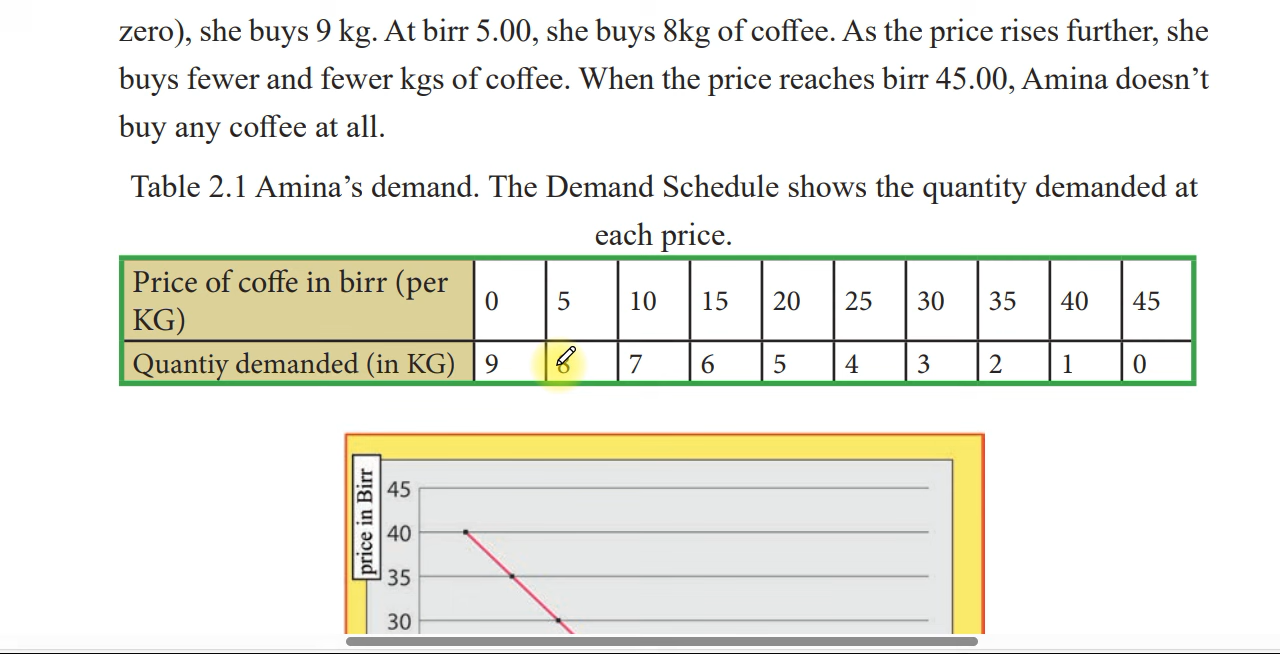 zero), she buys 9 kg. At birr 5.00, she buys 8kg of coffee. As the price rises further, she
buys fewer and fewer kgs of coffee. When the price reaches birr 45.00, Amina doesn’t
buy any coffee at all.
Table 2.1 Amina’s demand. The Demand Schedule shows the quantity demanded at
each price.
Price of coffe in birr (per
KG) 0 5 10 15 20 25 30 35 40 45
Quantiy demanded (in KG) 9 8 7 6 5 4 3 2 1 0
price in Birr
45
40
35
30